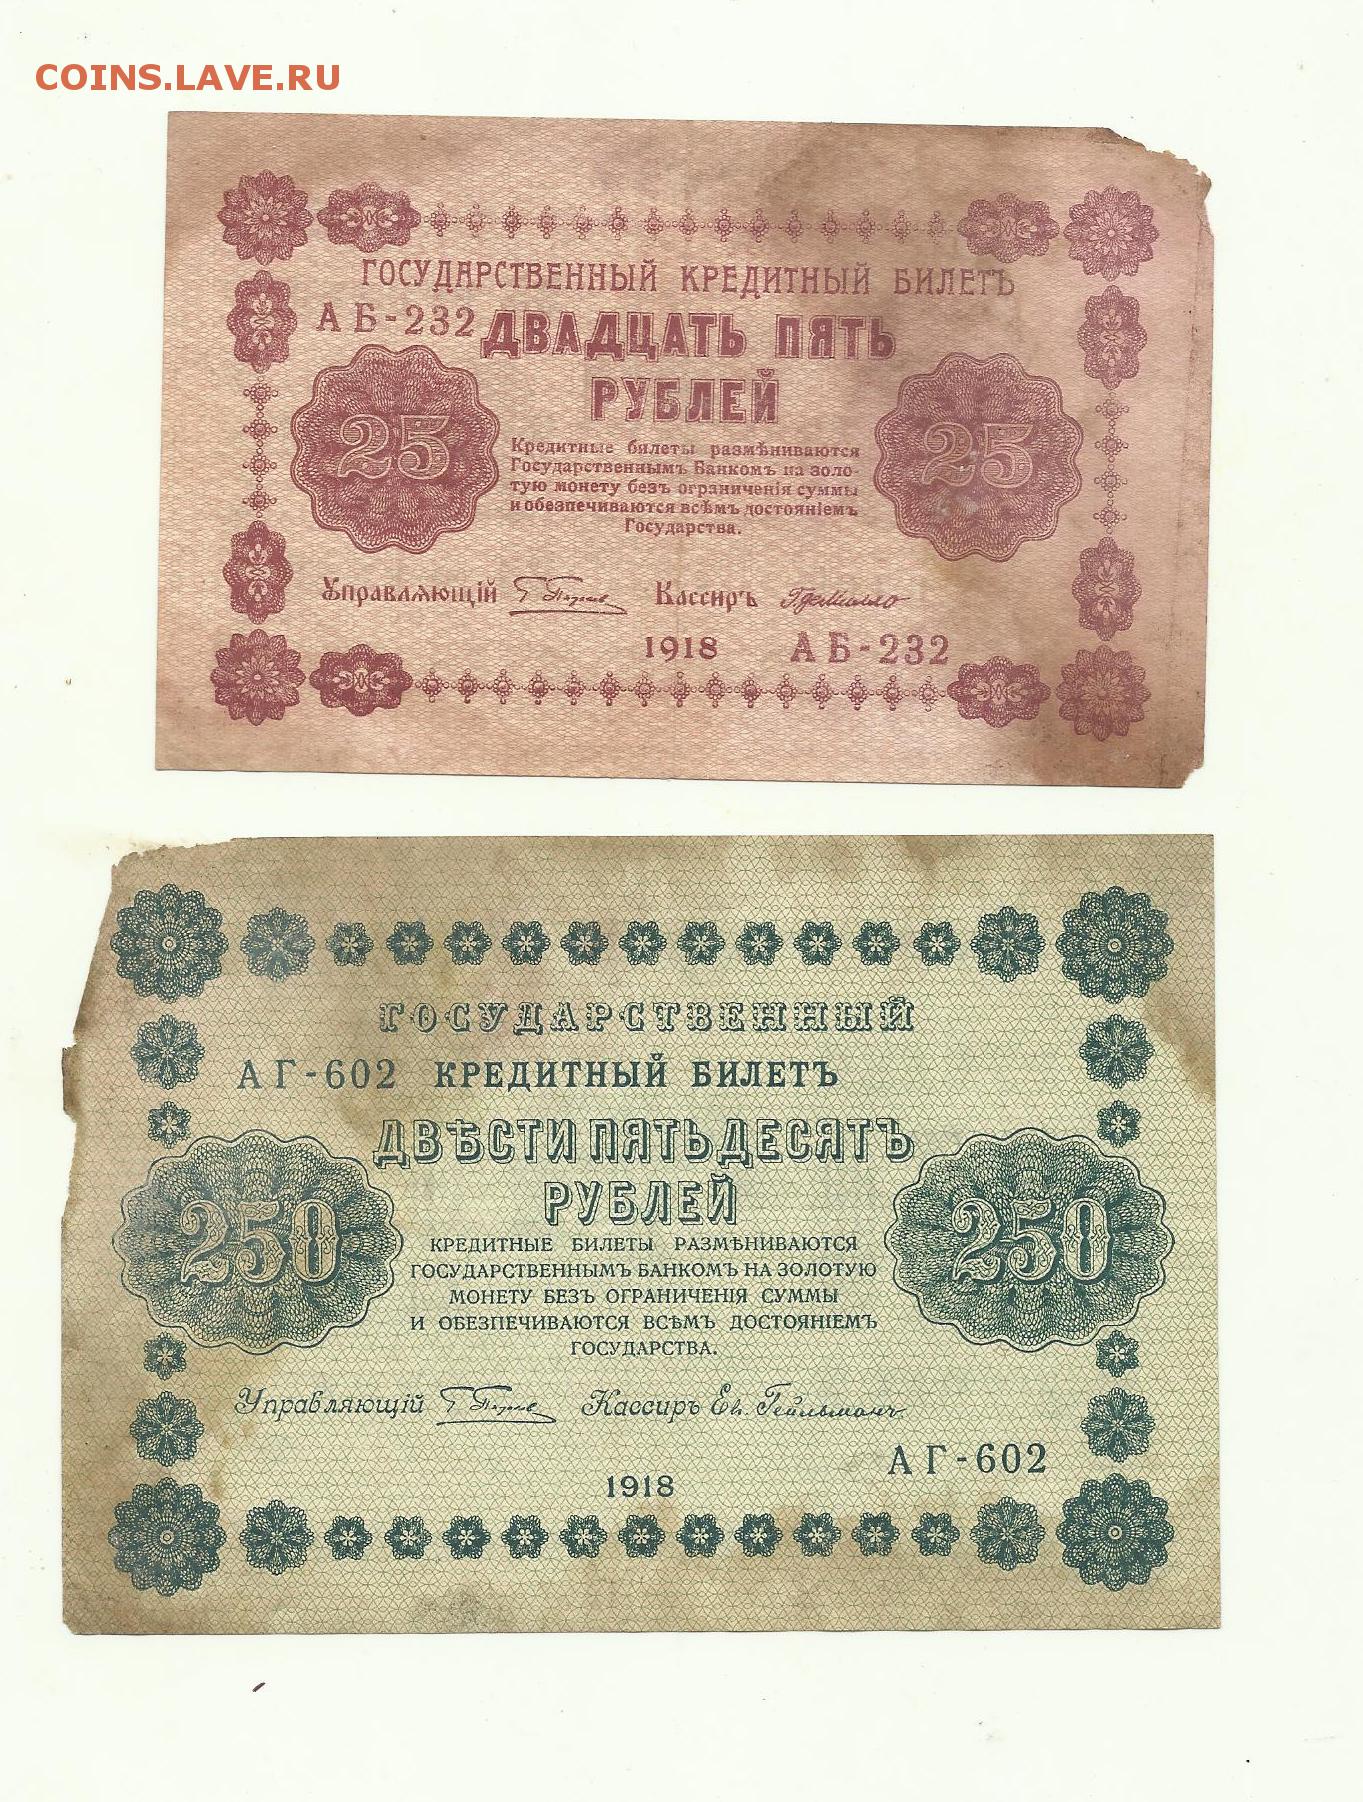 COINS.LAVE.RU
ГОСУДАРСТВЕННЫЙ КРЕДИТНЫЙ БИЛЕТЪ
АБ-232
ДВАДЦАТЬ ПЯТЬ
РУБЛЕЙ
25
25
Кредитные билеты размѣниваются
Государственнымъ Банкомъ на золо-
тую монету безъ ограниченія суммы
и обезпечиваются всѣмъ достояніемъ
Государства.
Управляющій
Кассиръ
1918 АБ-232
ГОСУДАРСТВЕННЫЙ
АГ-602 КРЕДИТНЫЙ БИЛЕТЪ
ДВѢСТИ ПЯТЬДЕСЯТЪ
РУБЛЕЙ
250
250
КРЕДИТНЫЕ БИЛЕТЫ РАЗМѢНИВАЮТСЯ
ГОСУДАРСТВЕННЫМЪ БАНКОМЪ НА ЗОЛОТУЮ
МОНЕТУ БЕЗЪ ОГРАНИЧЕНІЯ СУММЫ
И ОБЕЗПЕЧИВАЮТСЯ ВСѢМЪ ДОСТОЯНІЕМЪ
ГОСУДАРСТВА.
Управляющій Кассиръ Ев. Гейльманъ
АГ-602
1918